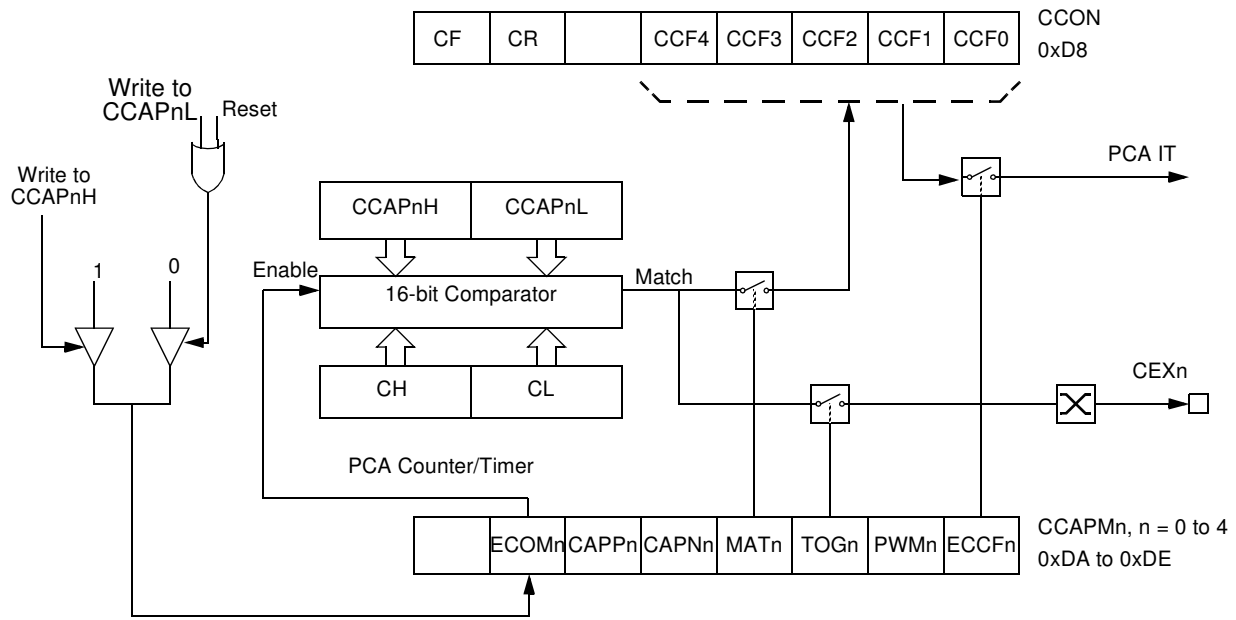 CF CR CCF4 CCF3 CCF2 CCF1 CCF0
CCON
0xD8
Write to
CCAPnL
Reset
Write to
CCAPnH
PCA IT
CCAPnH CCAPnL
1 0
Enable
16-bit Comparator
Match
CH CL
CEXn
PCA Counter/Timer
ECOMn CAPPn CAPNn MATn TOGn PWMn ECCFn
CCAPMn, n = 0 to 4
0xDA to 0xDE